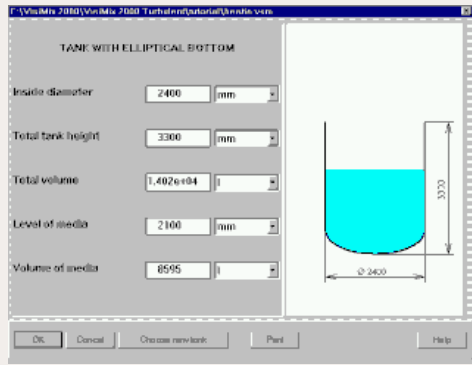 F:\VisiMix 2000\VisiMix 2000 Turbulent\tutorial\hentie.vsm
TANK WITH ELLIPTICAL BOTTOM
Inside diameter 2400 mm
Total tank height 3300 mm
Total volume 1.402e+04 l
Level of media 2100 mm
Volume of media 8595 l
3300
Ø 2400
OK Cancel Choose new tank Print Help